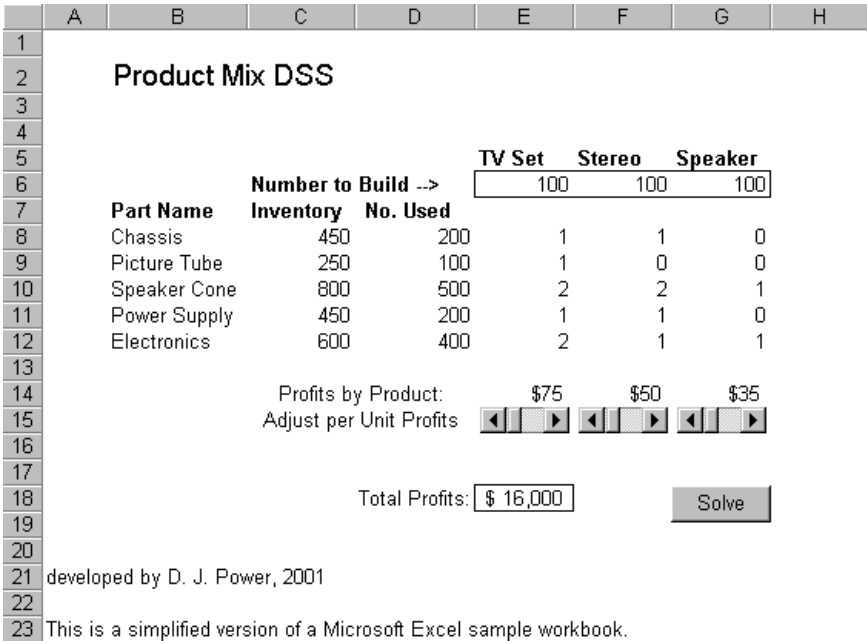 A B C D E F G H
1
2 Product Mix DSS
3
4
5 TV Set Stereo Speaker
6 Number to Build --> 100 100 100
7 Part Name Inventory No. Used
8 Chassis 450 200 1 1 0
9 Picture Tube 250 100 1 0 0
10 Speaker Cone 800 500 2 2 1
11 Power Supply 450 200 1 1 0
12 Electronics 600 400 2 1 1
13
14 Profits by Product: $75 $50 $35
15 Adjust per Unit Profits
16
17
18 Total Profits: $ 16,000 Solve
19
20
21 developed by D. J. Power, 2001
22
23 This is a simplified version of a Microsoft Excel sample workbook.